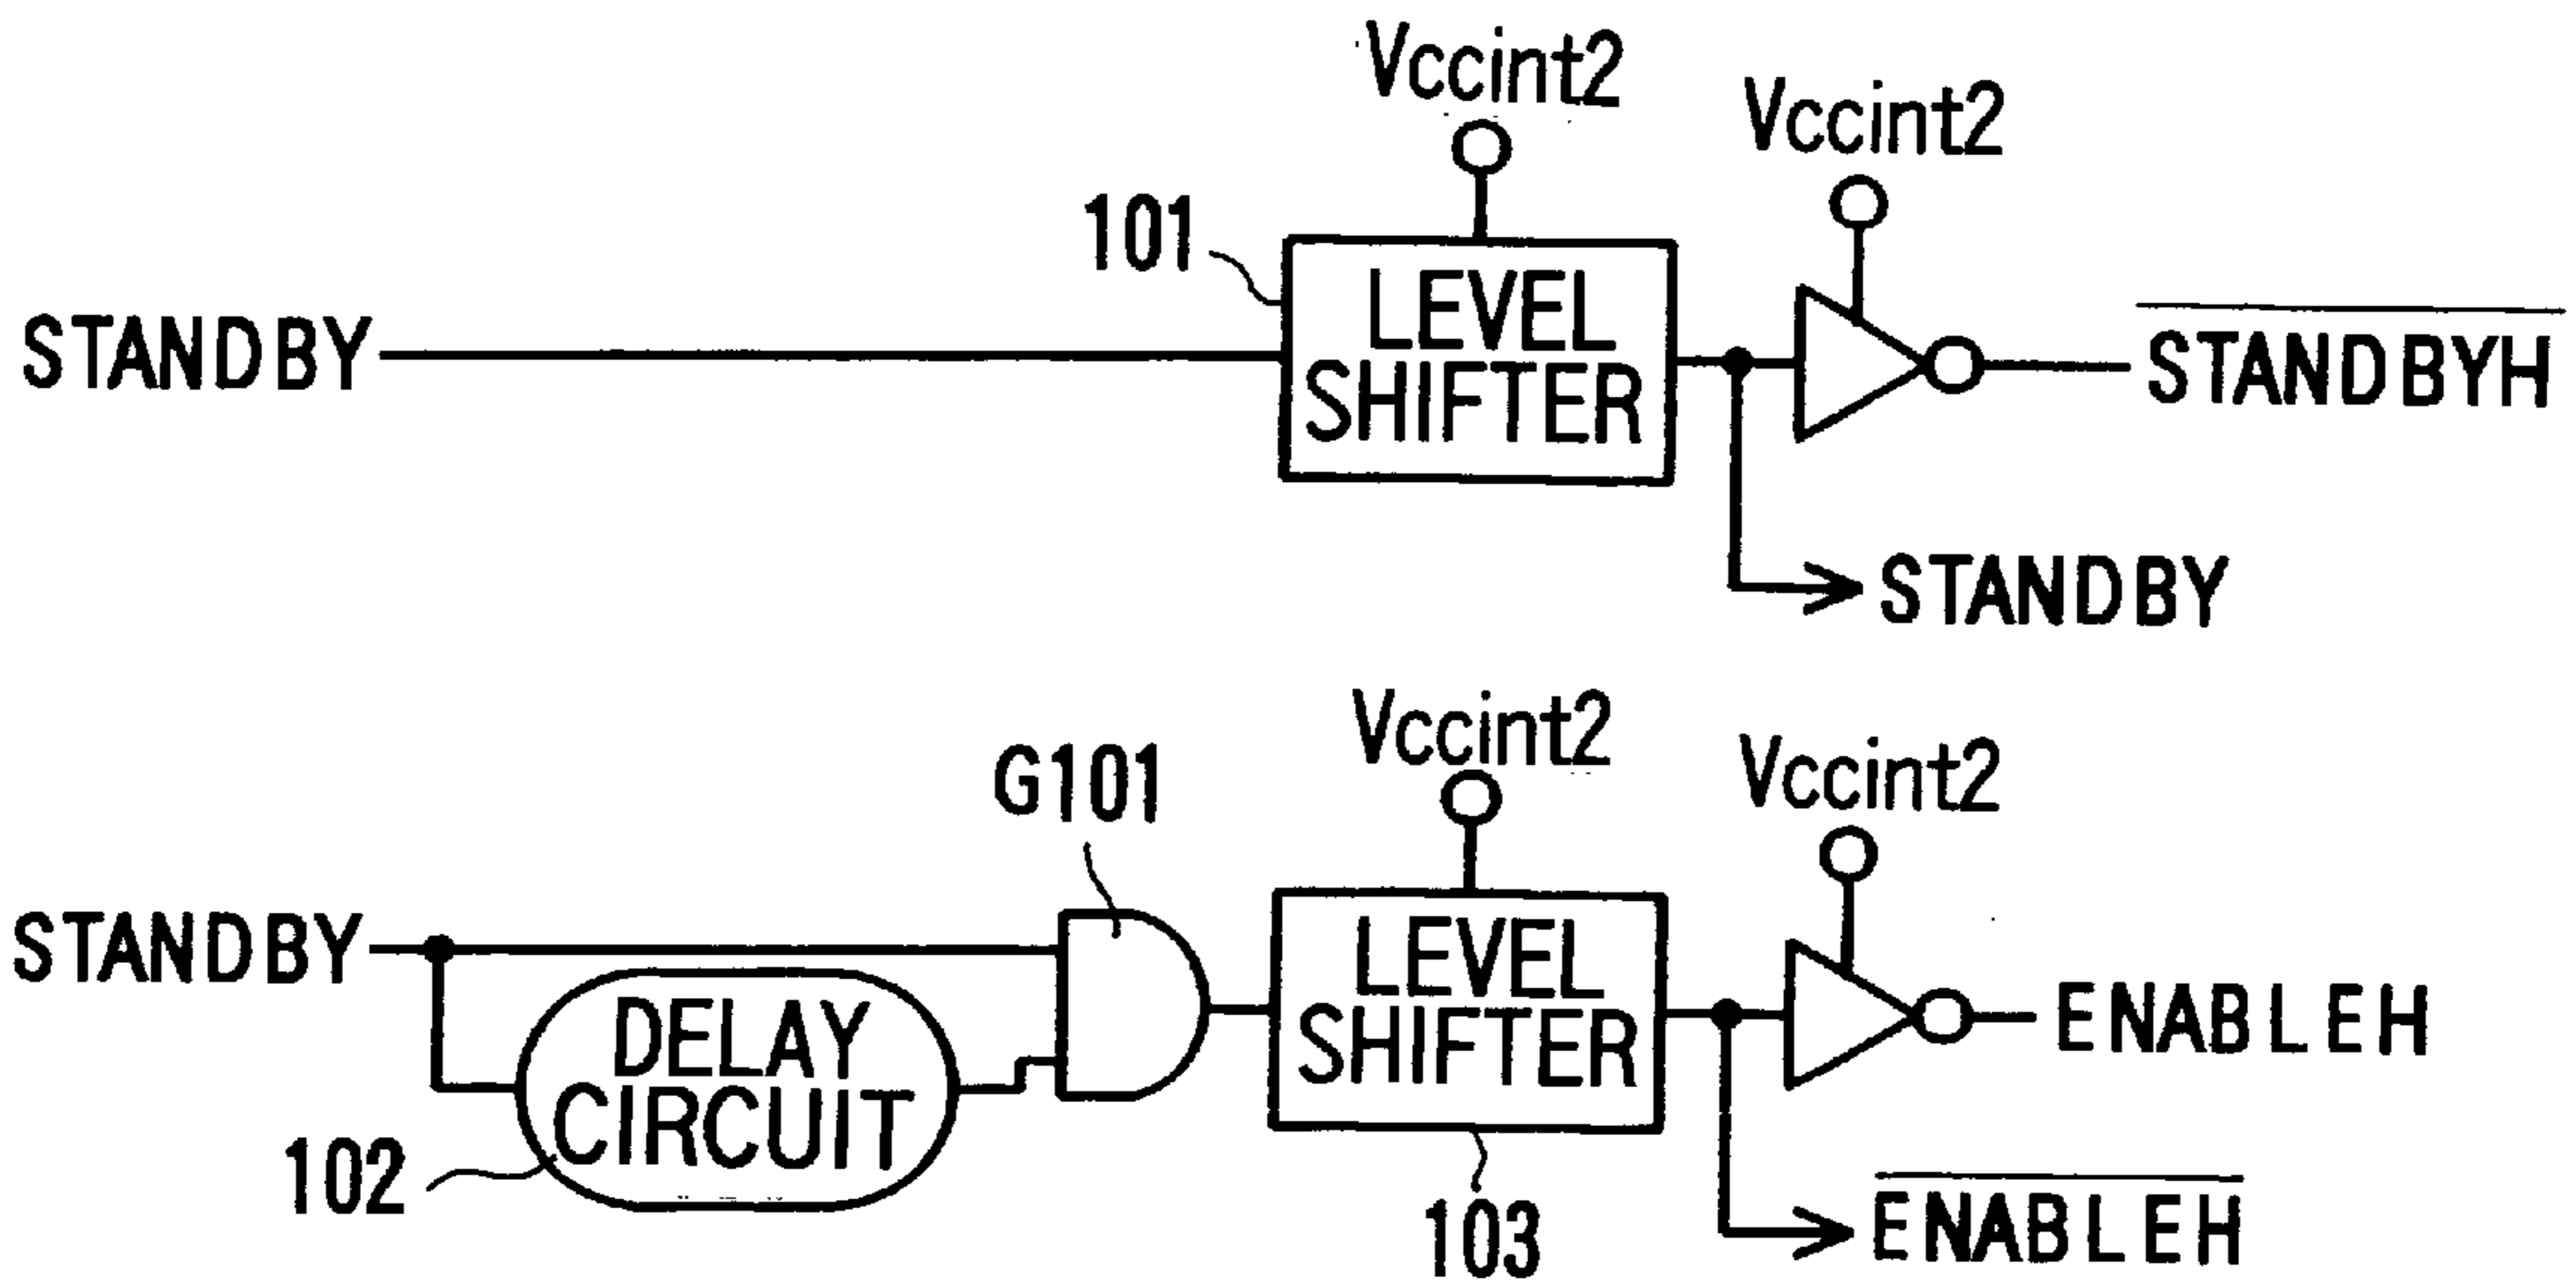 Vccint2
Vccint2
101
LEVEL
SHIFTER
STANDBY
STANDBYH
STANDBY
Vccint2
Vccint2
G101
STANDBY
LEVEL
SHIFTER
ENABLEH
DELAY
CIRCUIT
102
103
ENABLEH